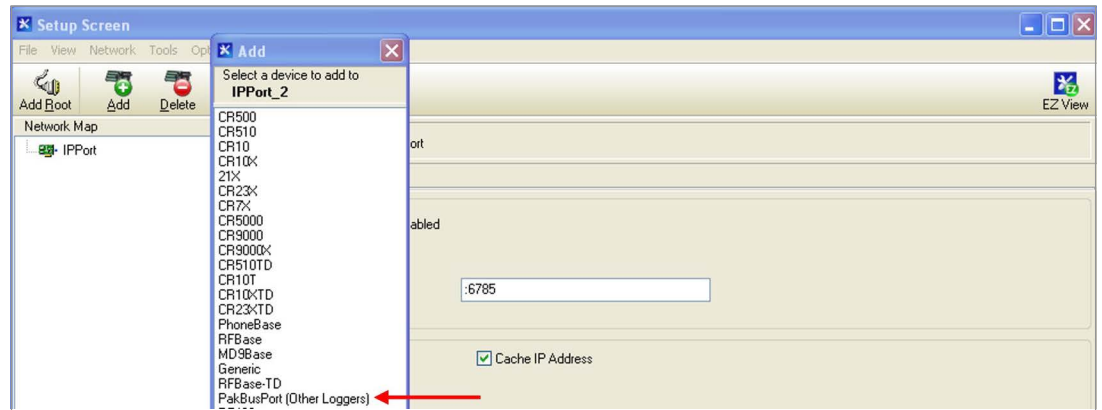 Setup Screen
File View Network Tools Opt
Add Root Add Delete
EZ View
Network Map
IPPort
Add
Select a device to add to
IPPort_2
CR500
CR510
CR10
CR10X
21X
CR23X
CR7X
CR5000
CR9000
CR9000X
CR510TD
CR10T
CR10XTD
CR23XTD
PhoneBase
RFBase
MD9Base
Generic
RFBase-TD
PakBusPort (Other Loggers)
ort
abled
:6785
Cache IP Address